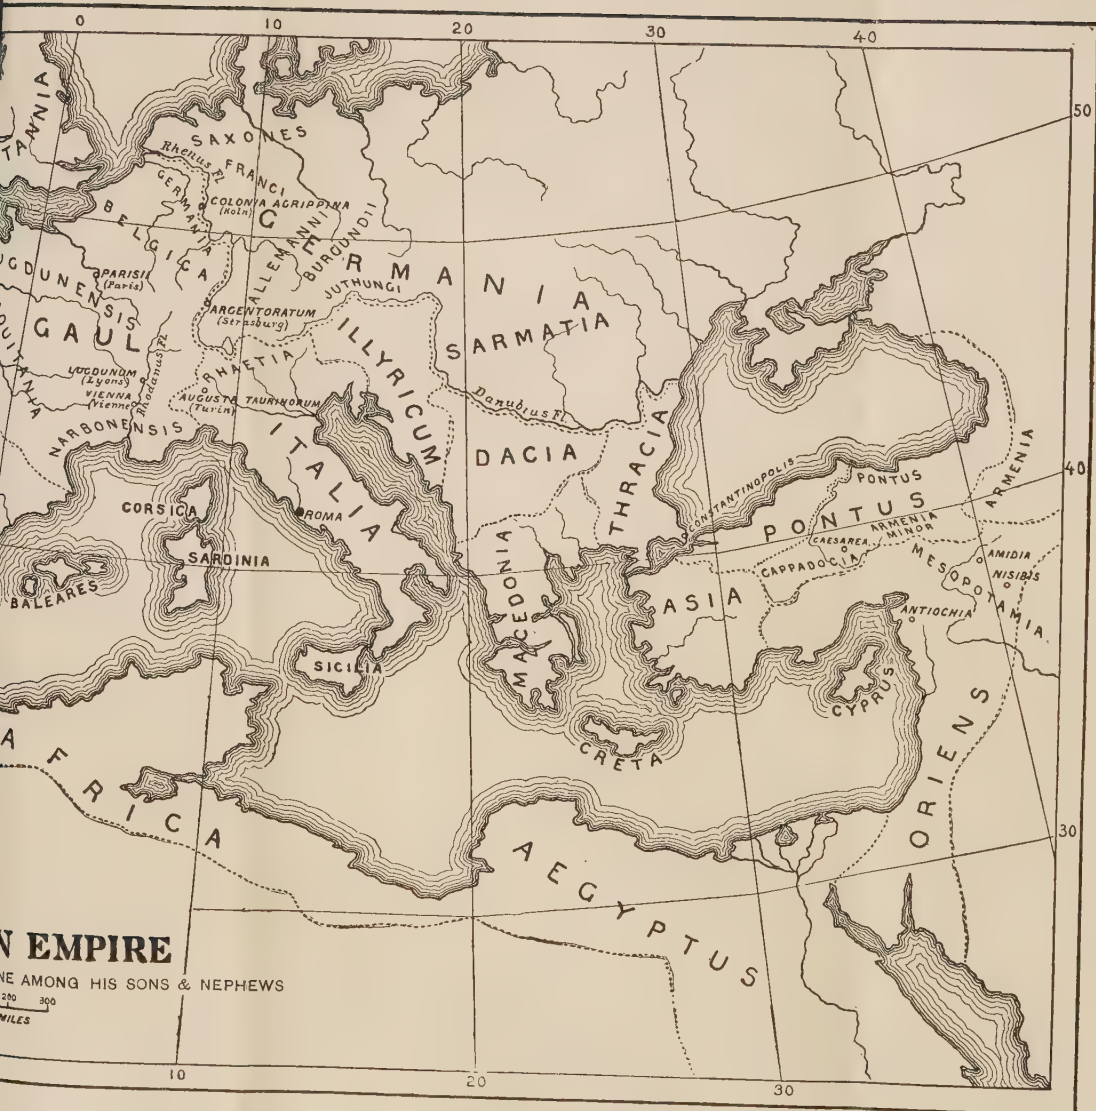 0 10 20 30 40
50
TANNIA
SAXONES
Rhenus Fl
FRANCI
GERMANIA
COLONIA AGRIPPINA
(Koln)
BELGICA
ALLEMANNI
BURGUNDII
GERMANIA
JUTHUNGI
UGDUNENSIS
PARISII
(Paris)
ARGENTORATUM
(Strasburg)
GAUL
QUITANIA
ILLYRICUM
SARMATIA
RHAETIA
LUGDUNUM
(Lyons)
VIENNA
(Vienne)
Rhodanus Fl
AUGUSTA TAURINORUM
(Turin)
Danubius Fl
NARBONENSIS
ITALIA
DACIA
THRACIA
40
ARMENIA
CONSTANTINOPOLIS
PONTUS
PONTUS
ARMENIA
MINOR
CORSICA
ROMA
CAESAREA
CAPPADOCIA
MESOPOTAMIA
AMIDIA
NISIBIS
SARDINIA
BALEARES
MACEDONIA
ASIA
ANTIOCHIA
SICILIA
CYPRUS
CRETA
ORIENS
AFRICA
30
AEGYPTUS
N EMPIRE
NE AMONG HIS SONS & NEPHEWS
200 300
MILES
10 20 30